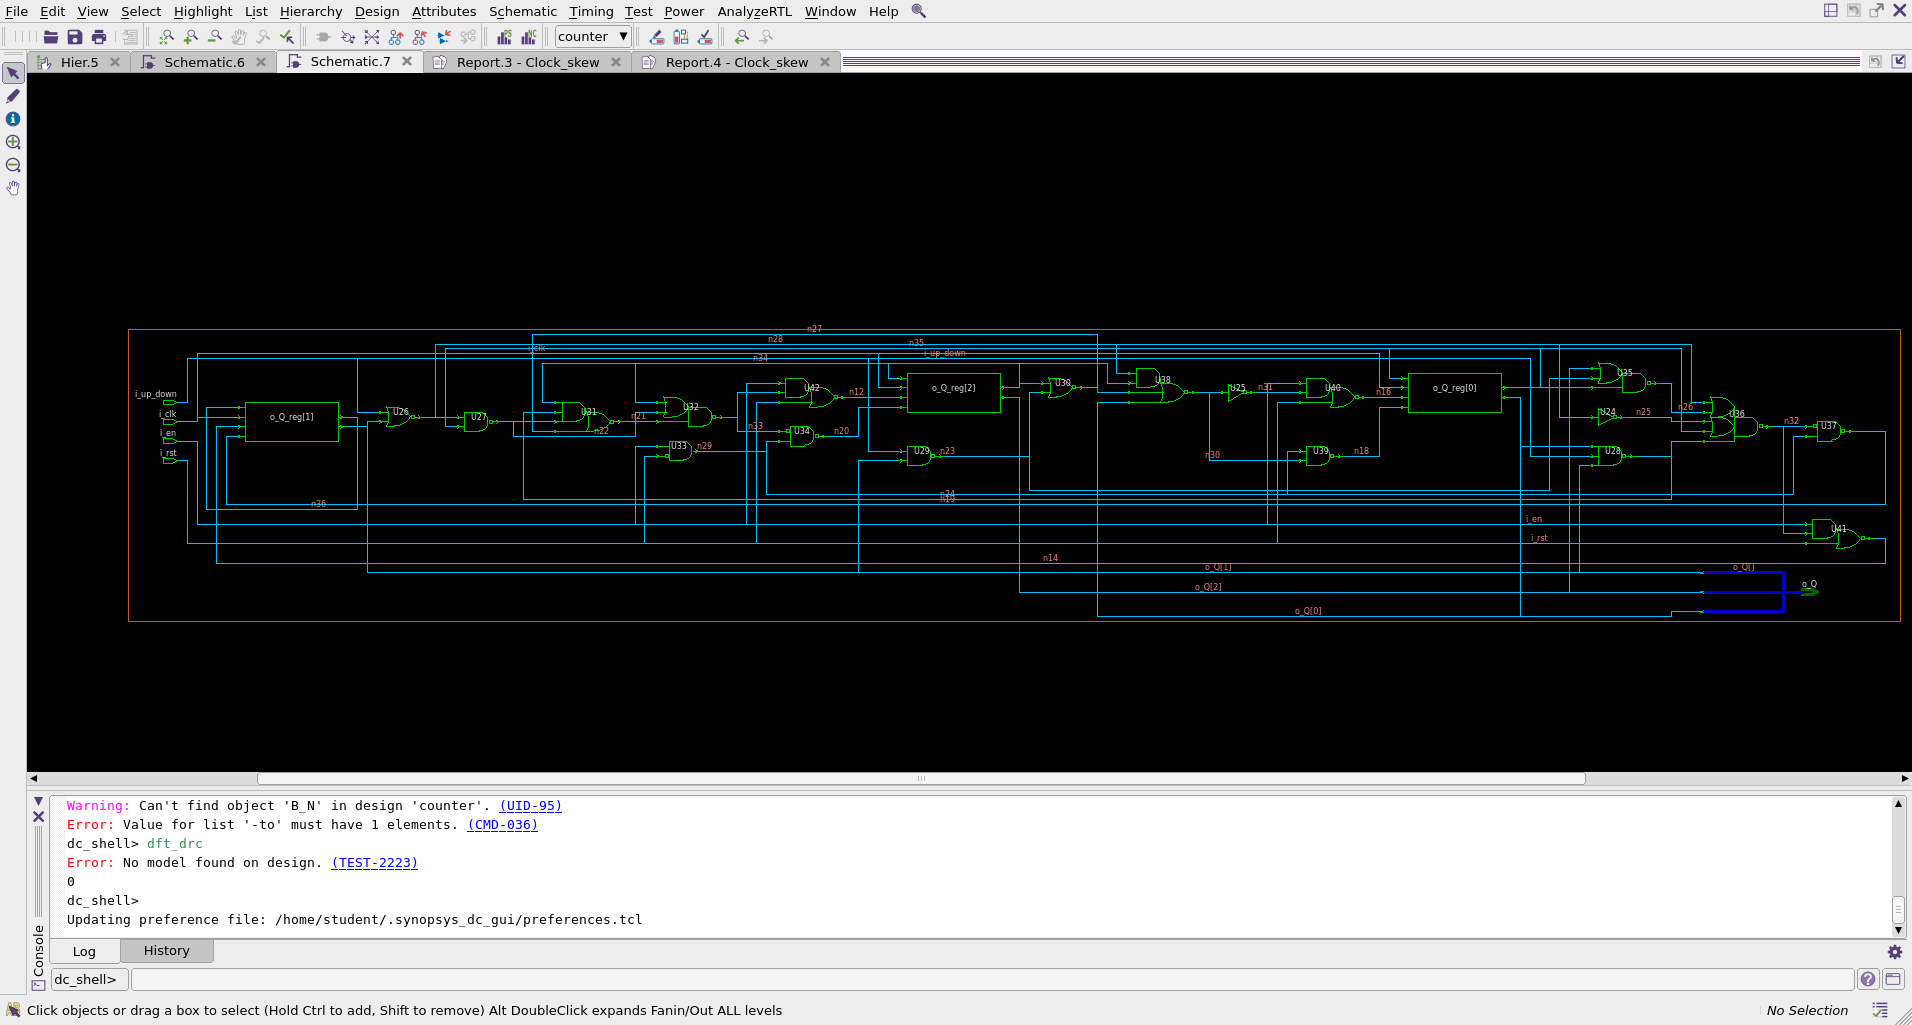 File Edit View Select Highlight List Hierarchy Design Attributes Schematic Timing Test Power AnalyzeRTL Window Help
counter
Hier.5 Schematic.6 Schematic.7 Report.3 - Clock_skew Report.4 - Clock_skew
n27
n28 n35
i_clk i_up_down
n34
U35
U30 U38
i_up_down U42 o_Q_reg[2] U25 n31 U40 o_Q_reg[0]
n12 n16
i_clk o_Q_reg[1] U26 U27 U31 n21 U32 U24 n25 n26 U36
i_en n22 n33 U34 n20 n32 U37
i_rst U33 n29 U29 n23 n30 U39 n18 U28
n24
n19
n36
i_en
U41
i_rst
n14
o_Q[1] o_Q[]
o_Q[2] o_Q
o_Q[0]
Warning: Can't find object 'B_N' in design 'counter'. (UID-95)
Error: Value for list '-to' must have 1 elements. (CMD-036)
dc_shell> dft_drc
Error: No model found on design. (TEST-2223)
0
dc_shell>
Updating preference file: /home/student/.synopsys_dc_gui/preferences.tcl
Console
Log History
dc_shell>
Click objects or drag a box to select (Hold Ctrl to add, Shift to remove) Alt DoubleClick expands Fanin/Out ALL levels No Selection